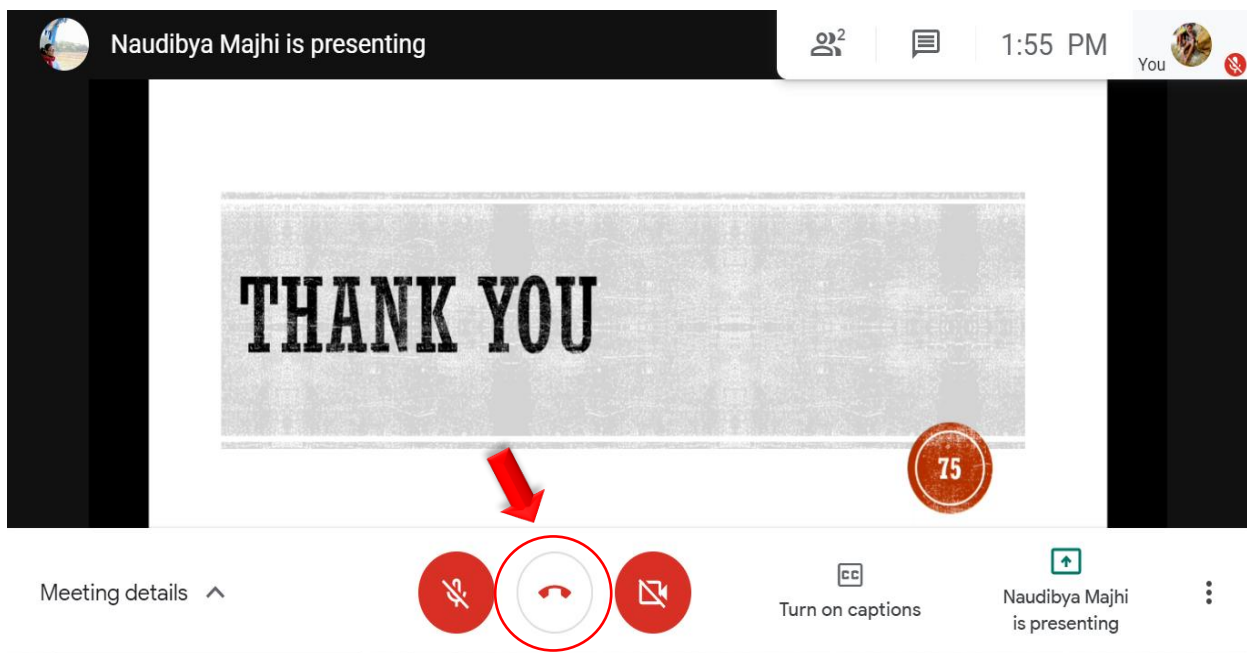 Naudibya Majhi is presenting
2
1:55 PM
You
THANK YOU
75
Meeting details
CC
Turn on captions
Naudibya Majhi
is presenting